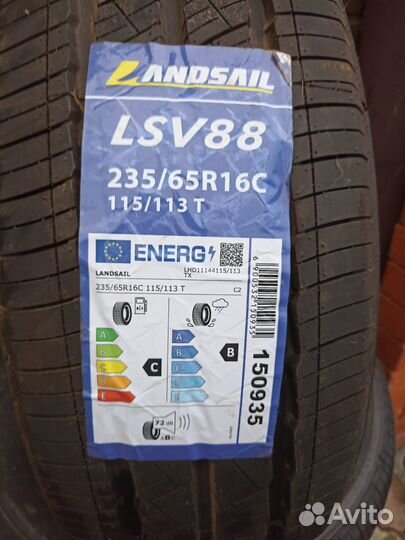 LANDSAIL
LSV88
235/65R16C
115/113 T
ENERG
LANDSAIL
LHD11144115/113
TX
235/65R16C 115/113 T
C2
A
B
C
D
E
C
A
B
C
D
E
B
72 dB
ABC
150935
Avito